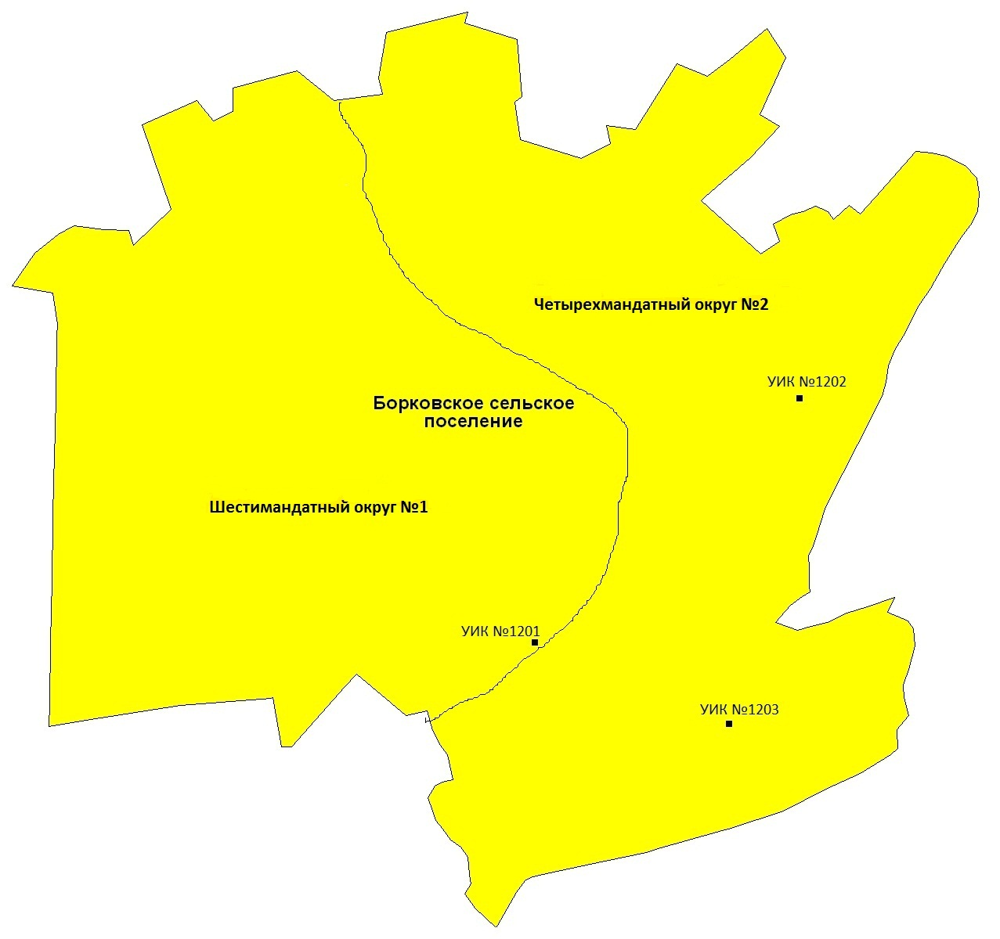 Четырехмандатный округ №2
УИК №1202
Борковское сельское
поселение
Шестимандатный округ №1
УИК №1201
УИК №1203